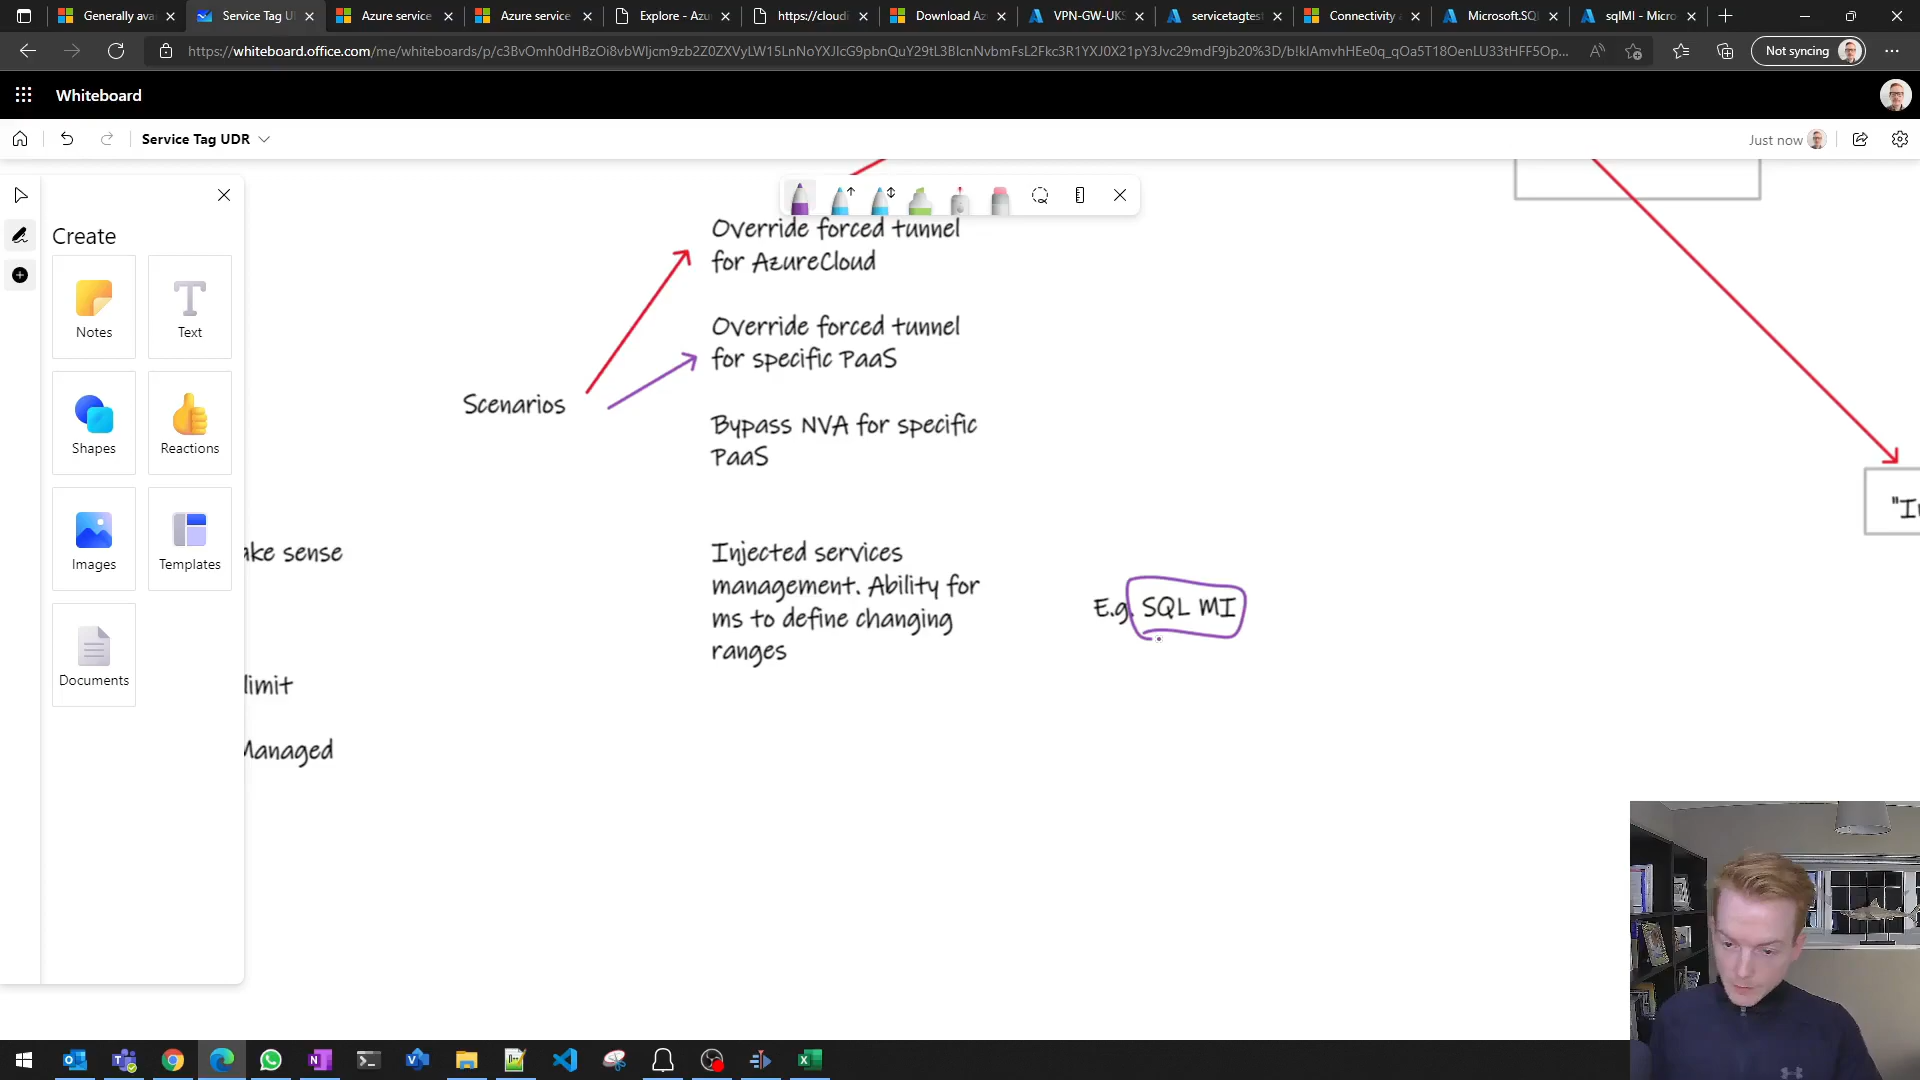 Generally avai
Service Tag U
Azure service
Azure service
Explore - Azu
https://cloudi
Download Az
VPN-GW-UKS
servicetagtest
Connectivity
Microsoft.SQ
sqlMI - Micro
Not syncing
Whiteboard
Service Tag UDR
Just now
Create
Notes
Text
Shapes
Reactions
Images
Templates
Documents
Override forced tunnel
for AzureCloud
Override forced tunnel
for specific PaaS
Scenarios
Bypass NVA for specific
PaaS
"I
ake sense
Injected services
management. Ability for
ms to define changing
ranges
E.g. SQL MI
limit
Managed